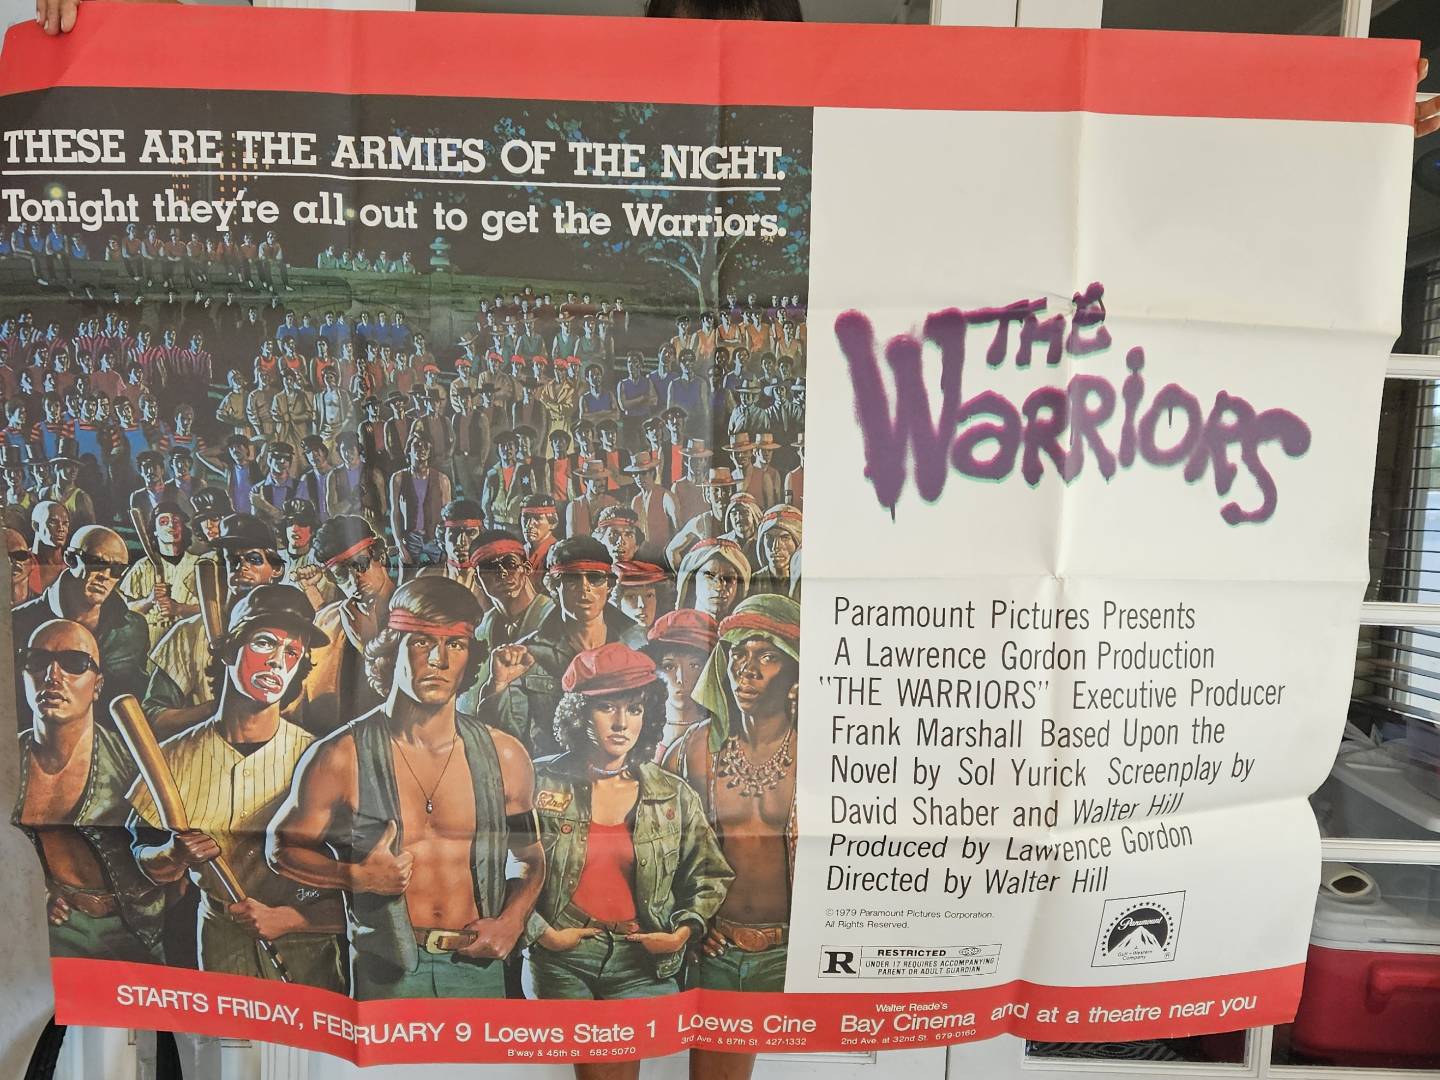 THESE ARE THE ARMIES OF THE NIGHT.
Tonight they're all out to get the Warriors.
THE
WARRIORS
Paramount Pictures Presents
A Lawrence Gordon Production
"THE WARRIORS" Executive Producer
Frank Marshall Based Upon the
Novel by Sol Yurick Screenplay by
David Shaber and Walter Hill
Produced by Lawrence Gordon
Directed by Walter Hill
©1979 Paramount Pictures Corporation.
All Rights Reserved.
Paramount
Gulf+Western
Company
®
R RESTRICTED
UNDER 17 REQUIRES ACCOMPANYING
PARENT OR ADULT GUARDIAN
Jarvis
STARTS FRIDAY, FEBRUARY 9 Loews State 1 Loews Cine Walter Reade's Bay Cinema and at a theatre near you
B'way & 45th St. 582-5070 3rd Ave. & 87th St. 427-1332 2nd Ave. at 32nd St. 679-0160